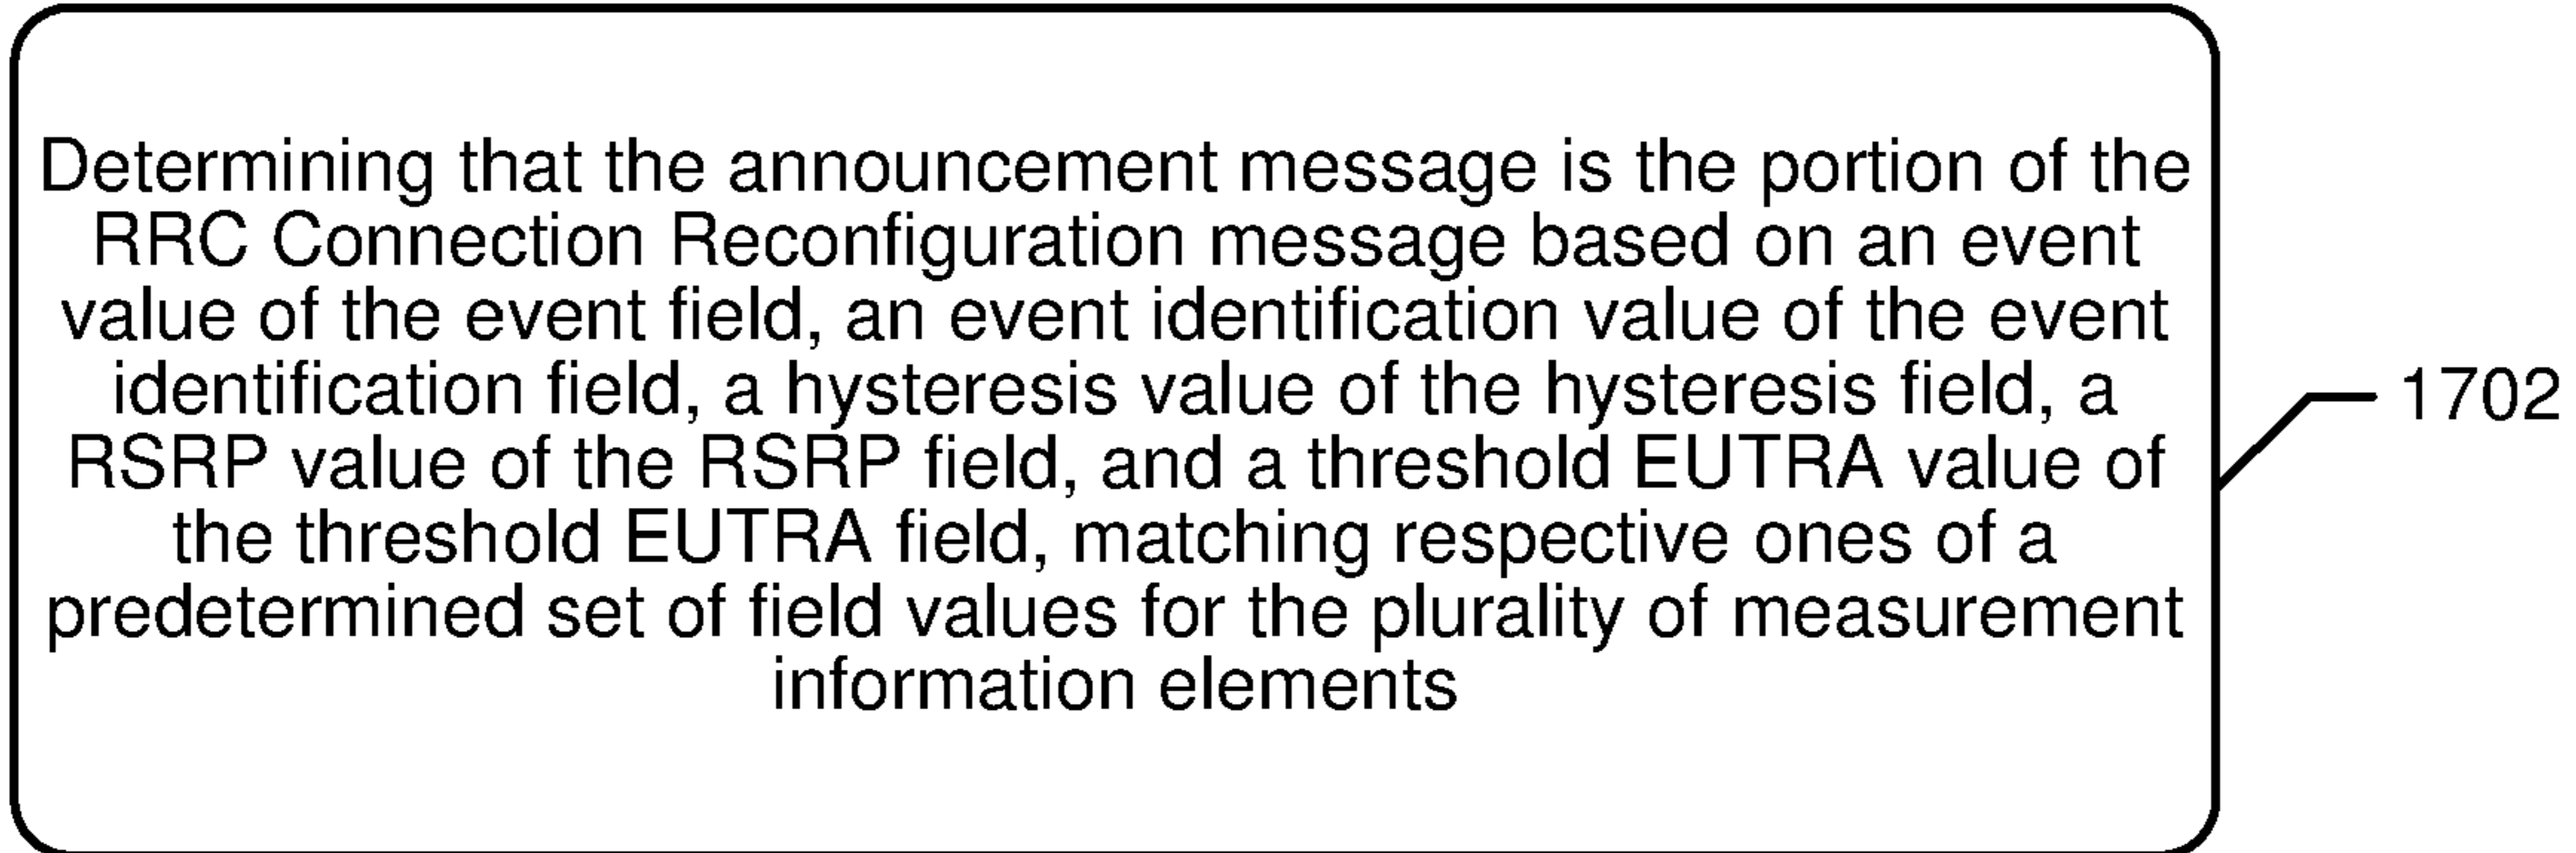 Determining that the announcement message is the portion of the
RRC Connection Reconfiguration message based on an event
value of the event field, an event identification value of the event
identification field, a hysteresis value of the hysteresis field, a
RSRP value of the RSRP field, and a threshold EUTRA value of
the threshold EUTRA field, matching respective ones of a
predetermined set of field values for the plurality of measurement
information elements
1702